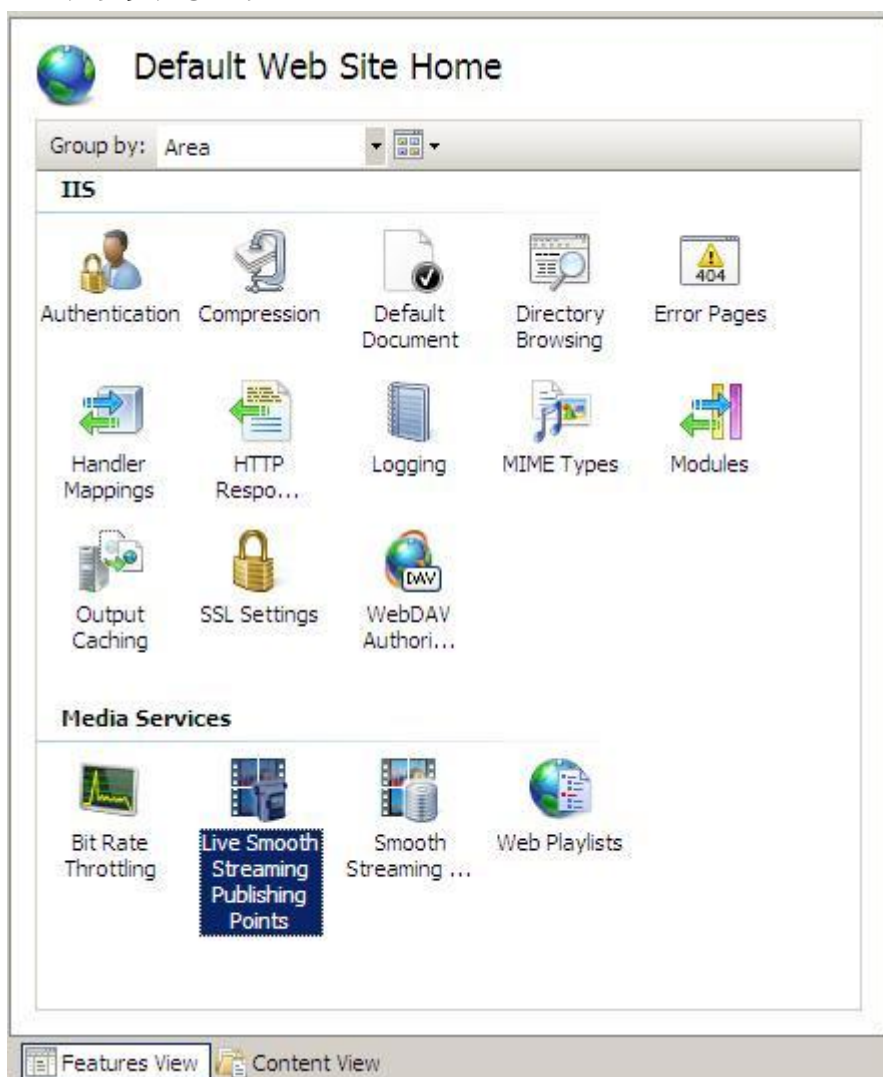 Default Web Site Home
Group by: Area
IIS
404
Authentication Compression Default Document Directory Browsing Error Pages
Handler Mappings HTTP Respo... Logging MIME Types Modules
DAV
Output Caching SSL Settings WebDAV Authori...
Media Services
Bit Rate Throttling Live Smooth Streaming Publishing Points Smooth Streaming ... Web Playlists
Features View Content View